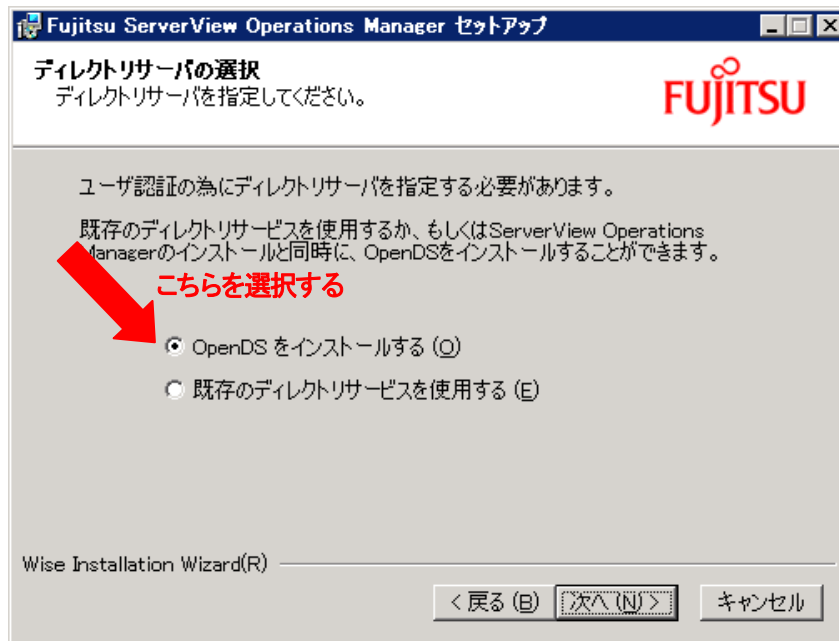 Fujitsu ServerView Operations Manager セットアップ
ディレクトリサーバの選択
ディレクトリサーバを指定してください。
FUJITSU
ユーザ認証の為にディレクトリサーバを指定する必要があります。
既存のディレクトリサービスを使用するか、もしくはServerView Operations
Managerのインストールと同時に、OpenDSをインストールすることができます。
こちらを選択する
OpenDS をインストールする (O)
既存のディレクトリサービスを使用する (E)
Wise Installation Wizard(R)
< 戻る (B)
次へ (N) >
キャンセル